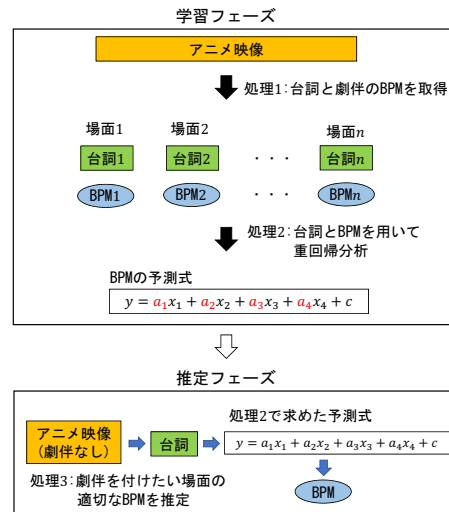 学習フェーズ
アニメ映像
処理1:台詞と劇伴のBPMを取得
場面1 場面2 場面n
台詞1 台詞2 ・・・ 台詞n
BPM1 BPM2 ・・・ BPMn
処理2:台詞とBPMを用いて
重回帰分析
BPMの予測式
y = a₁x₁ + a₂x₂ + a₃x₃ + a₄x₄ + c
推定フェーズ
処理2で求めた予測式
アニメ映像
(劇伴なし)
台詞
y = a₁x₁ + a₂x₂ + a₃x₃ + a₄x₄ + c
処理3:劇伴を付けたい場面の
適切なBPMを推定
BPM